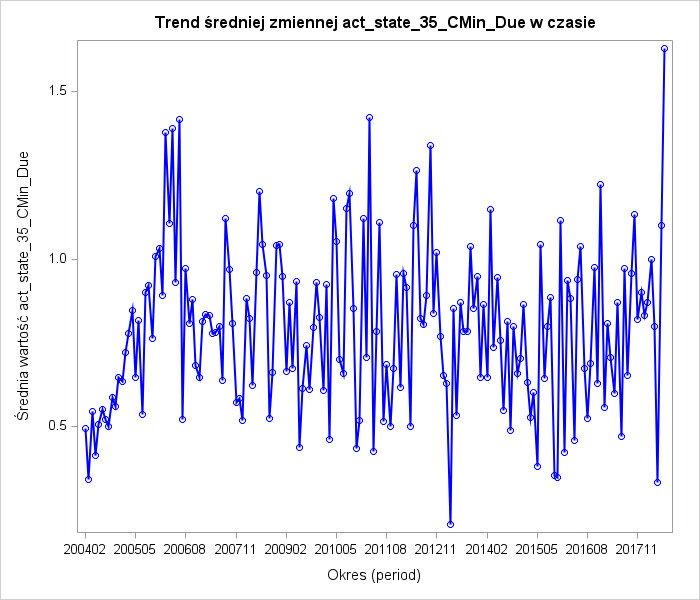 Trend średniej zmiennej act_state_35_CMin_Due w czasie
Średnia wartość act_state_35_CMin_Due
1.5
1.0
0.5
200402 200505 200608 200711 200902 201005 201108 201211 201402 201505 201608 201711
Okres (period)